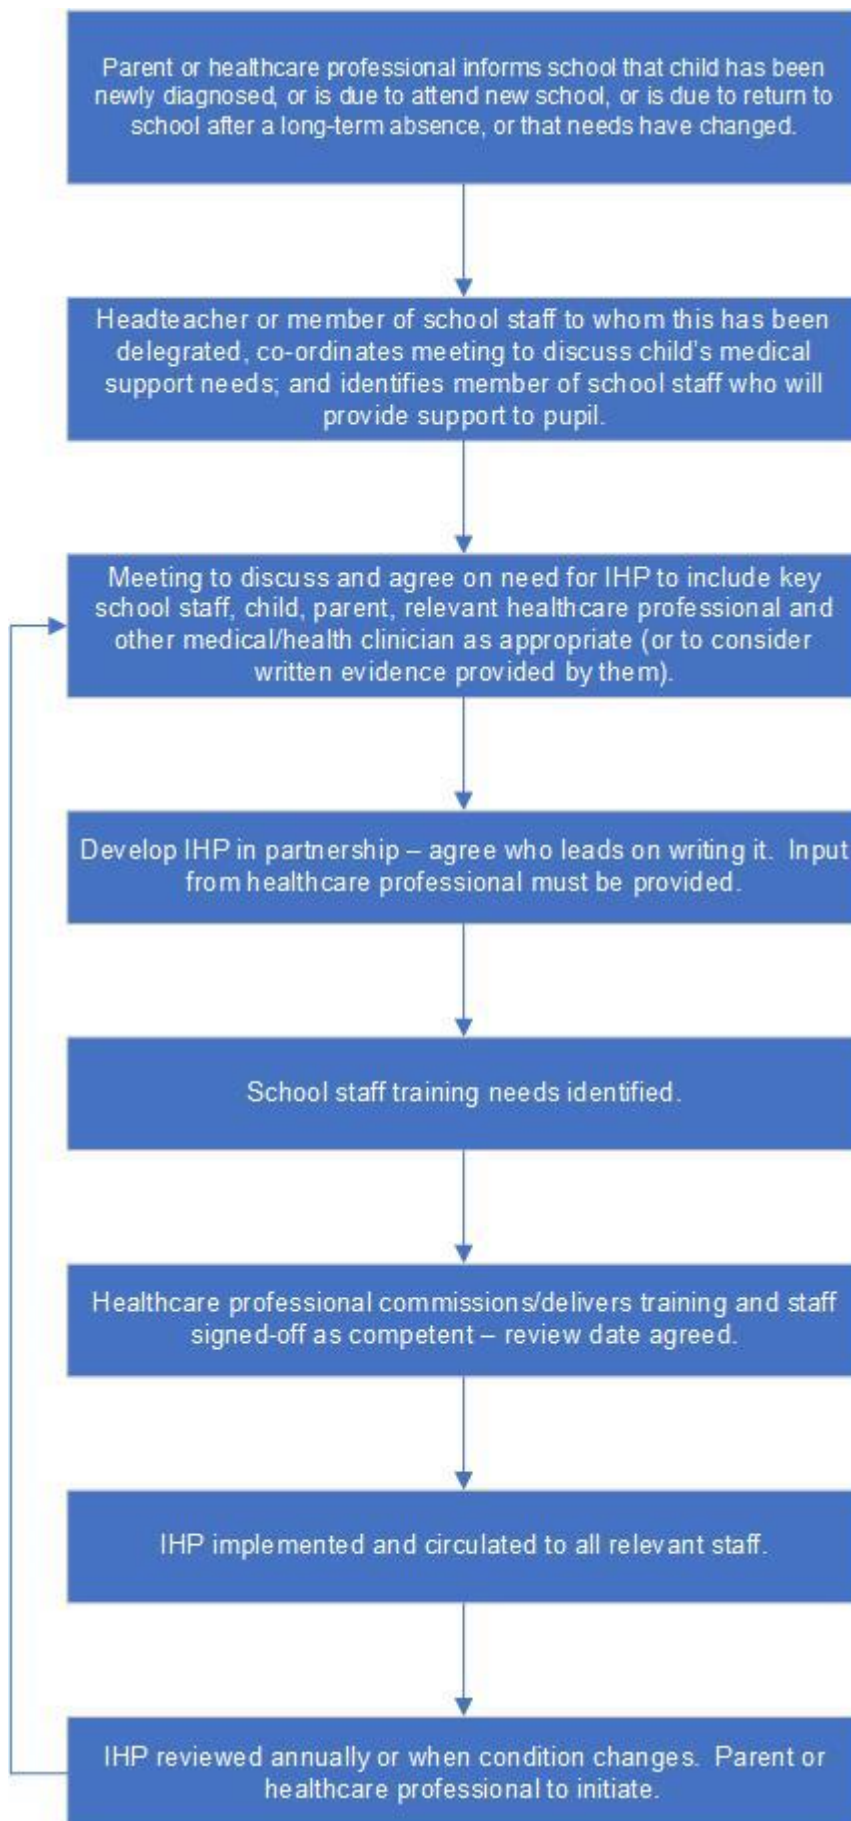 Parent or healthcare professional informs school that child has been
newly diagnosed, or is due to attend new school, or is due to return to
school after a long-term absence, or that needs have changed.
Headteacher or member of school staff to whom this has been
delegrated, co-ordinates meeting to discuss child's medical
support needs; and identifies member of school staff who will
provide support to pupil.
Meeting to discuss and agree on need for IHP to include key
school staff, child, parent, relevant healthcare professional and
other medical/health clinician as appropriate (or to consider
written evidence provided by them).
Develop IHP in partnership – agree who leads on writing it. Input
from healthcare professional must be provided.
School staff training needs identified.
Healthcare professional commissions/delivers training and staff
signed-off as competent – review date agreed.
IHP implemented and circulated to all relevant staff.
IHP reviewed annually or when condition changes. Parent or
healthcare professional to initiate.